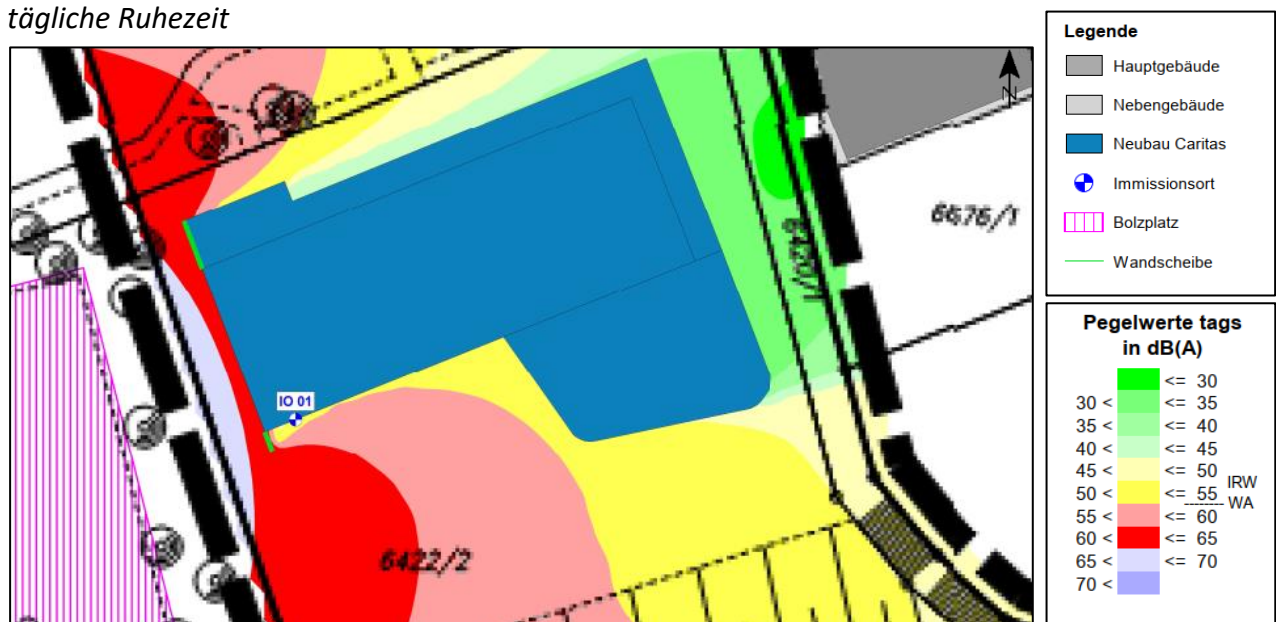 tägliche Ruhezeit
N
6676/1
6420/1
IO 01
6422/2
Legende
Hauptgebäude
Nebengebäude
Neubau Caritas
Immissionsort
Bolzplatz
Wandscheibe
Pegelwerte tags
in dB(A)
<= 30
30 < <= 35
35 < <= 40
40 < <= 45
45 < <= 50
50 < <= 55 IRW
55 < <= 60 WA
60 < <= 65
65 < <= 70
70 <